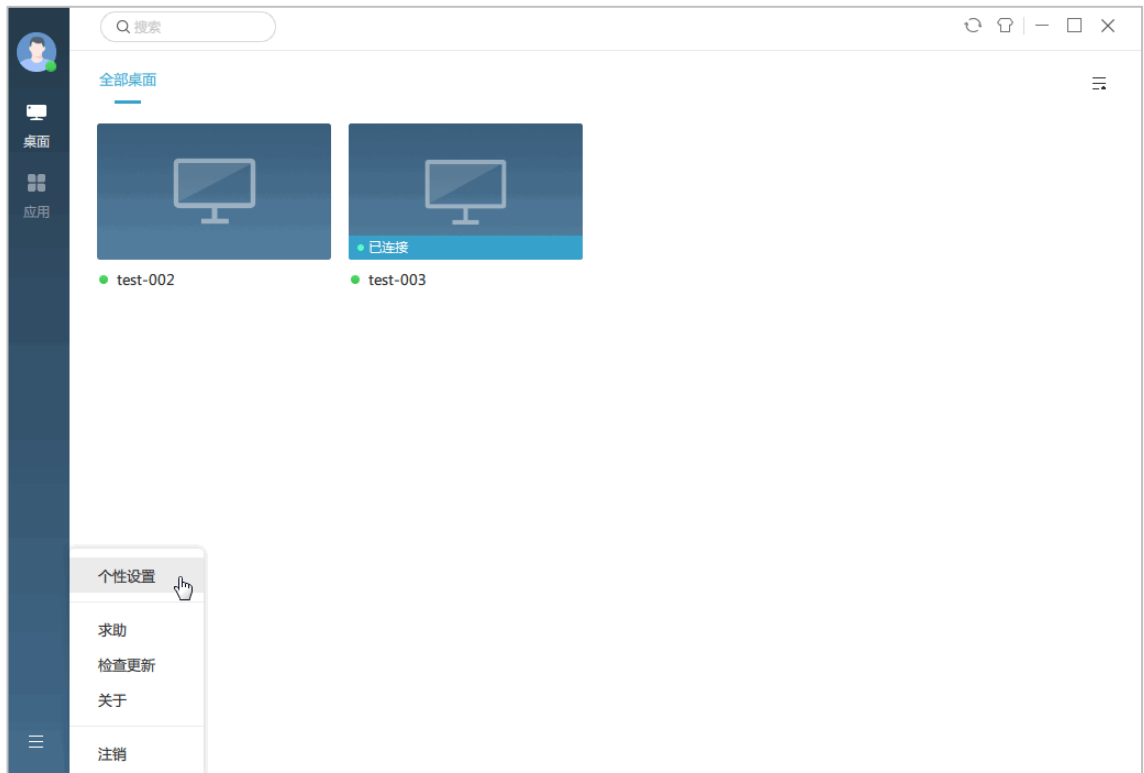 搜索
全部桌面
桌面
应用
已连接
test-002
test-003
个性设置
求助
检查更新
关于
注销